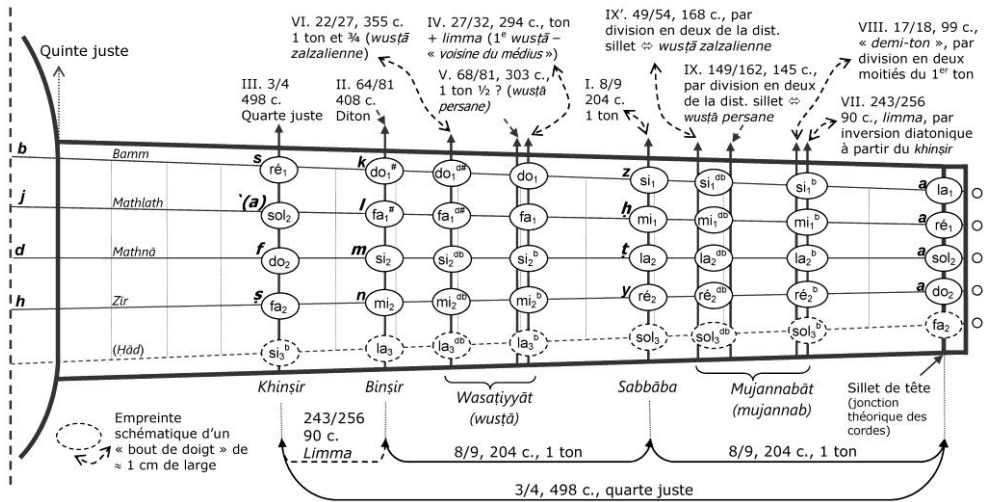 Quinte juste
III. 3/4
498 c.
Quarte juste
II. 64/81
408 c.
Diton
VI. 22/27, 355 c.
1 ton et ¾ (wusṭā
zalzalienne)
IV. 27/32, 294 c., ton
+ limma (1e wusṭā –
« voisine du médius »)
V. 68/81, 303 c.,
1 ton ½ ? (wusṭā
persane)
I. 8/9
204 c.
1 ton
IX’. 49/54, 168 c., par
division en deux de la dist.
sillet ⇔ wusṭā zalzalienne
IX. 149/162, 145 c.,
par division en deux
de la dist. sillet ⇔
wusṭā persane
VIII. 17/18, 99 c.,
« demi-ton », par
division en deux
moitiés du 1er ton
VII. 243/256
90 c., limma, par
inversion diatonique
à partir du khinṣir
b Bamm s ré1 k do1# do1d# do1 z si1 si1db si1b a la1
j Mathlath `(a) sol2 l fa1# fa1d# fa1 ḥ mi1 mi1db mi1b a ré1
d Mathnā f do2 m si2 si2db si2b ṭ la2 la2db la2b a sol2
h Zīr ṣ fa2 n mi2 mi2db mi2b y ré2 ré2db ré2b a do2
(Ḥād) si3b la3 la3db la3b sol3 sol3db sol3b fa2
Khinṣir
Binṣir
Wasaṭiyyāt
(wusṭā)
Sabbāba
Mujannabāt
(mujannab)
Sillet de tête
(jonction
théorique des
cordes)
Empreinte
schématique d’un
« bout de doigt » de
≈ 1 cm de large
243/256
90 c.
Limma
8/9, 204 c., 1 ton
8/9, 204 c., 1 ton
3/4, 498 c., quarte juste